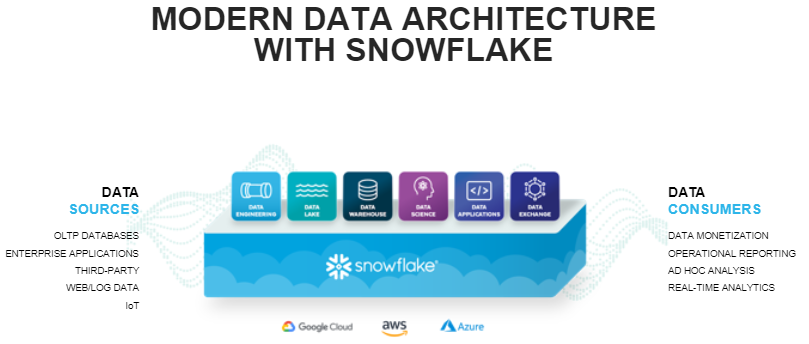 MODERN DATA ARCHITECTURE
WITH SNOWFLAKE
DATA
SOURCES
OLTP DATABASES
ENTERPRISE APPLICATIONS
THIRD-PARTY
WEB/LOG DATA
IoT
DATA
ENGINEERING
DATA
LAKE
DATA
WAREHOUSE
DATA
SCIENCE
DATA
APPLICATIONS
DATA
EXCHANGE
snowflake®
DATA
CONSUMERS
DATA MONETIZATION
OPERATIONAL REPORTING
AD HOC ANALYSIS
REAL-TIME ANALYTICS
Google Cloud
aws
Azure